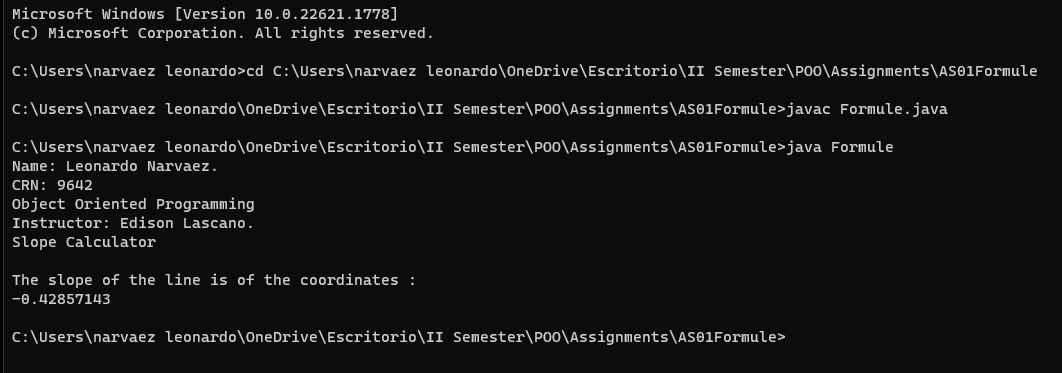 Microsoft Windows [Version 10.0.22621.1778]
(c) Microsoft Corporation. All rights reserved.
C:\Users\narvaez leonardo>cd C:\Users\narvaez leonardo\OneDrive\Escritorio\II Semester\POO\Assignments\AS01Formule
C:\Users\narvaez leonardo\OneDrive\Escritorio\II Semester\POO\Assignments\AS01Formule>javac Formule.java
C:\Users\narvaez leonardo\OneDrive\Escritorio\II Semester\POO\Assignments\AS01Formule>java Formule
Name: Leonardo Narvaez.
CRN: 9642
Object Oriented Programming
Instructor: Edison Lascano.
Slope Calculator
The slope of the line is of the coordinates :
-0.42857143
C:\Users\narvaez leonardo\OneDrive\Escritorio\II Semester\POO\Assignments\AS01Formule>